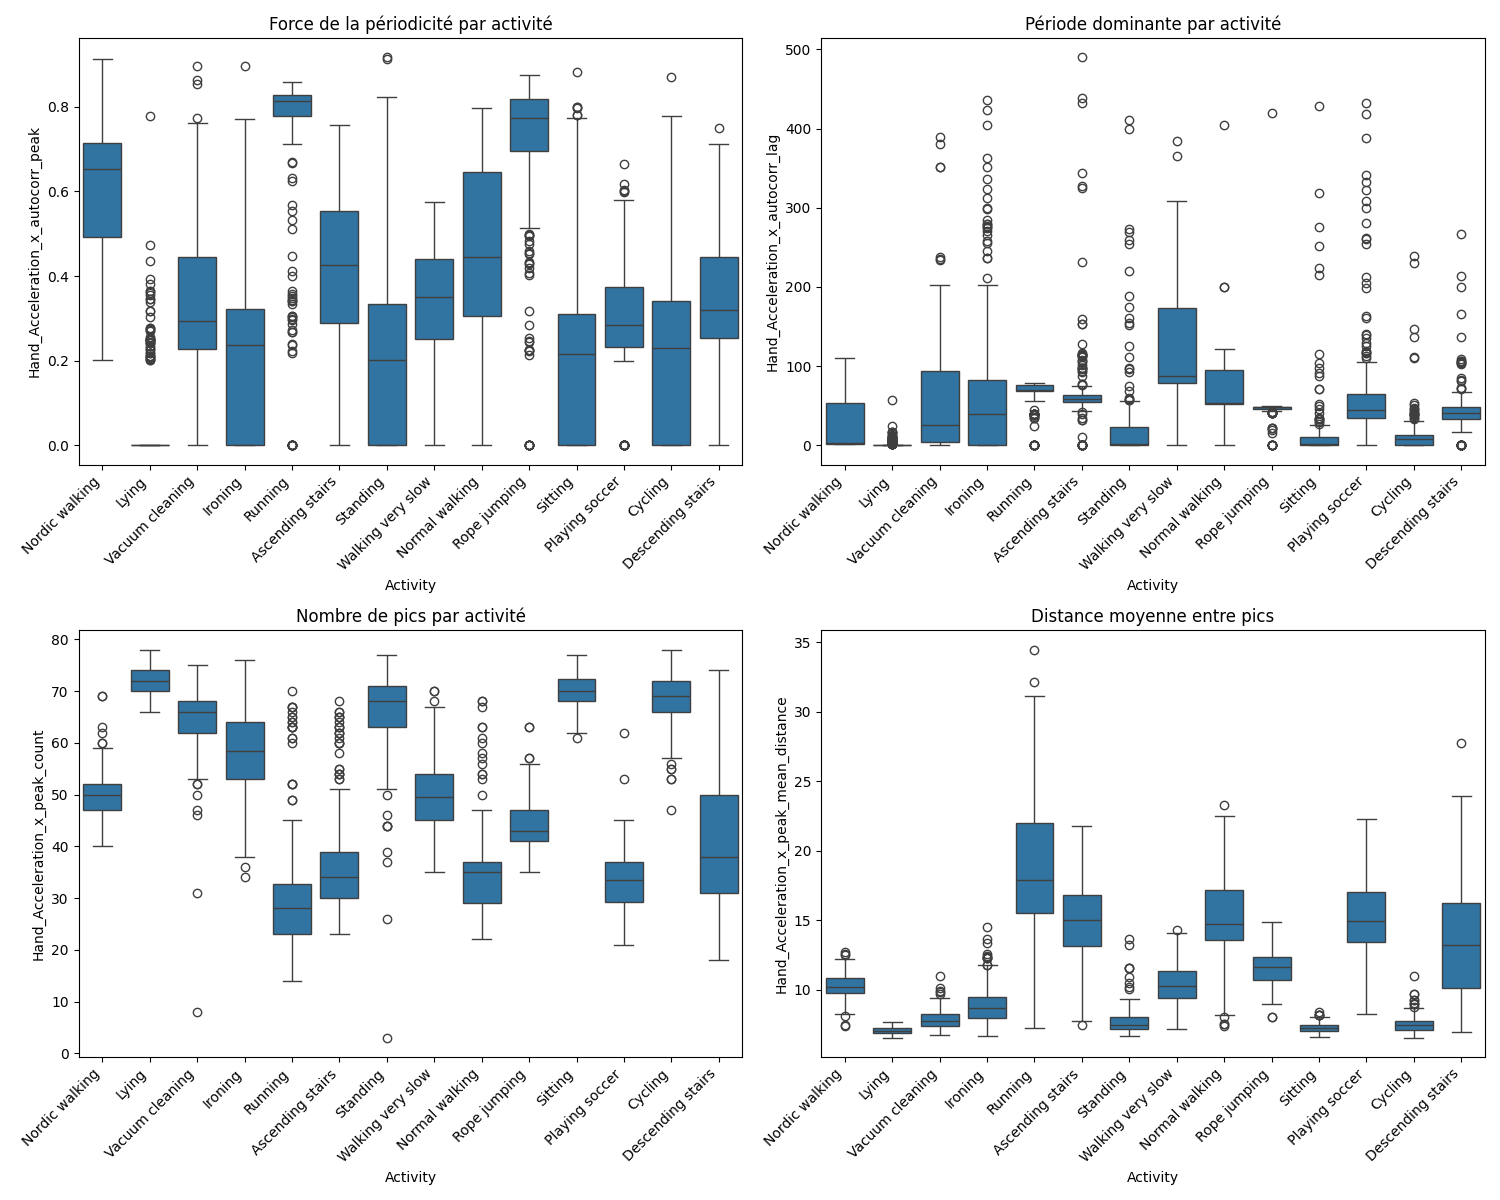 Force de la périodicité par activité
Hand_Acceleration_x_autocorr_peak
0.8
0.6
0.4
0.2
0.0
Nordic walking
Lying
Vacuum cleaning
Ironing
Running
Ascending stairs
Standing
Walking very slow
Normal walking
Rope jumping
Sitting
Playing soccer
Cycling
Descending stairs
Activity
Période dominante par activité
Hand_Acceleration_x_autocorr_lag
500
400
300
200
100
0
Nordic walking
Lying
Vacuum cleaning
Ironing
Running
Ascending stairs
Standing
Walking very slow
Normal walking
Rope jumping
Sitting
Playing soccer
Cycling
Descending stairs
Activity
Nombre de pics par activité
Hand_Acceleration_x_peak_count
80
70
60
50
40
30
20
10
0
Nordic walking
Lying
Vacuum cleaning
Ironing
Running
Ascending stairs
Standing
Walking very slow
Normal walking
Rope jumping
Sitting
Playing soccer
Cycling
Descending stairs
Activity
Distance moyenne entre pics
Hand_Acceleration_x_peak_mean_distance
35
30
25
20
15
10
Nordic walking
Lying
Vacuum cleaning
Ironing
Running
Ascending stairs
Standing
Walking very slow
Normal walking
Rope jumping
Sitting
Playing soccer
Cycling
Descending stairs
Activity